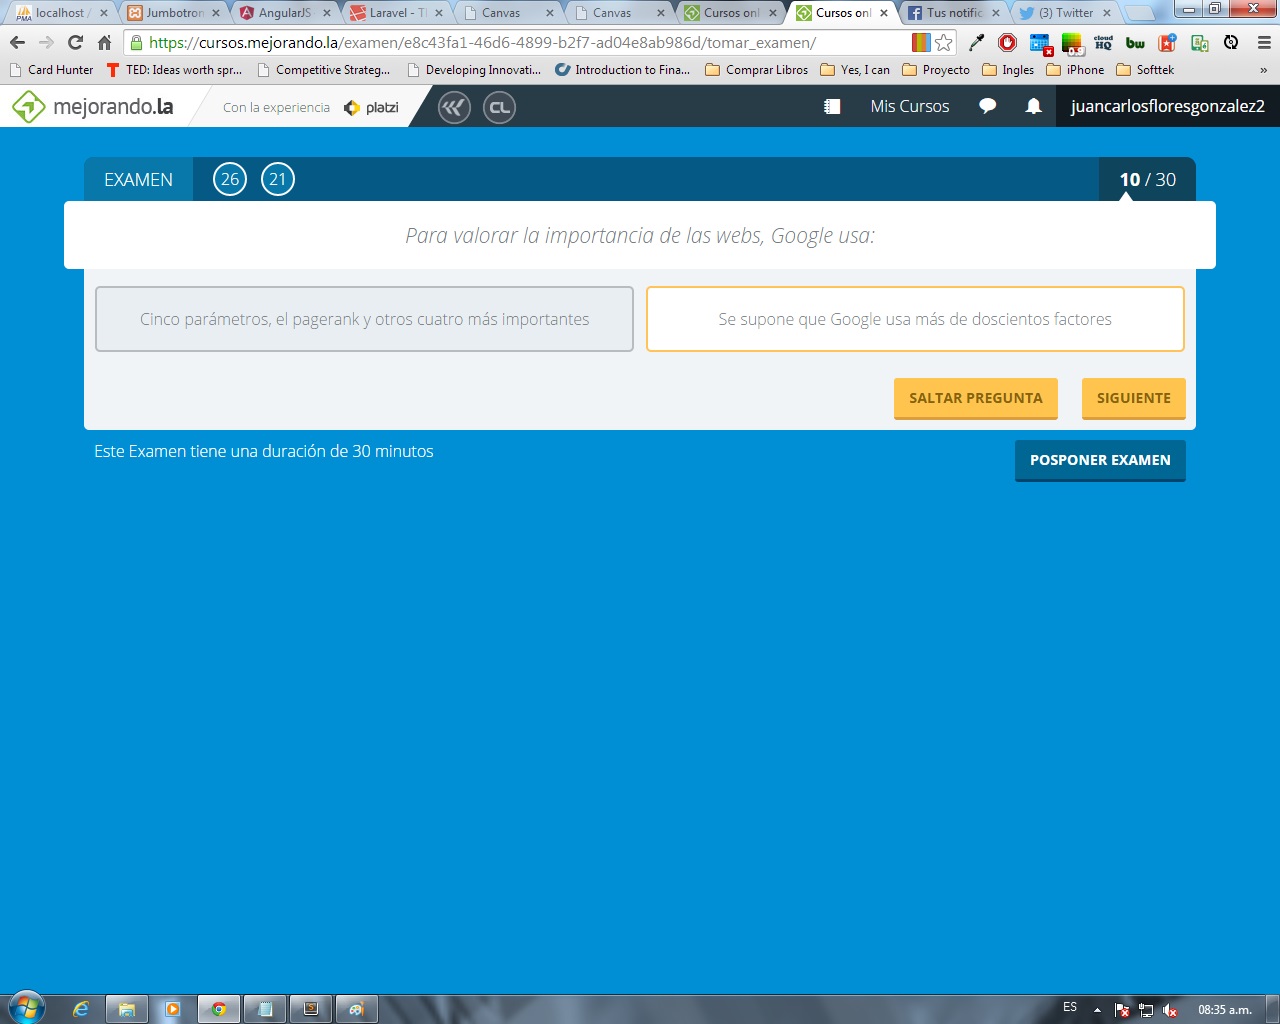 localhost /
Jumbotron
AngularJS
Laravel - Th
Canvas
Canvas
Cursos onl
Cursos onl
Tus notific
(3) Twitter
https://cursos.mejorando.la/examen/e8c43fa1-46d6-4899-b2f7-ad04e8ab986d/tomar_examen/
cloud HQ
bw
Card Hunter
TED: Ideas worth spr...
Competitive Strateg...
Developing Innovati...
Introduction to Fina...
Comprar Libros
Yes, I can
Proyecto
Ingles
iPhone
Softtek
»
mejorando.la
Con la experiencia
platzi
CL
Mis Cursos
juancarlosfloresgonzalez2
EXAMEN
26
21
10 / 30
Para valorar la importancia de las webs, Google usa:
Cinco parámetros, el pagerank y otros cuatro más importantes
Se supone que Google usa más de doscientos factores
SALTAR PREGUNTA
SIGUIENTE
Este Examen tiene una duración de 30 minutos
POSPONER EXAMEN
ES
08:35 a.m.